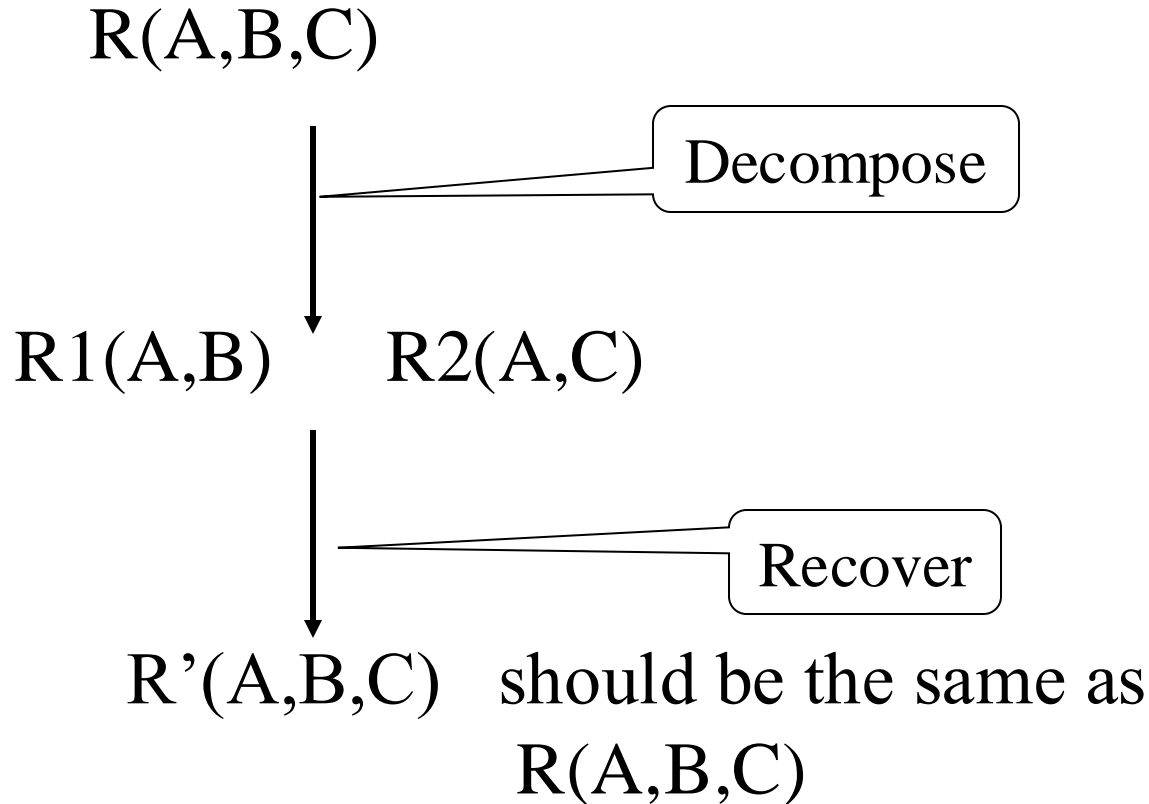 R(A,B,C)
Decompose
R1(A,B) R2(A,C)
Recover
R’(A,B,C) should be the same as
R(A,B,C)